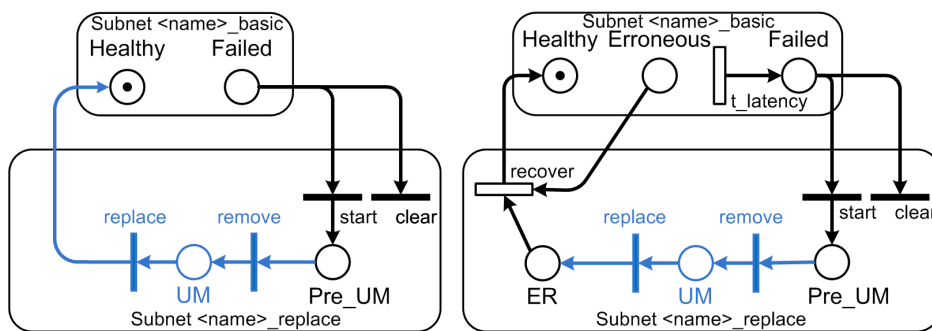 Subnet <name>_basic
Healthy Failed
replace remove start clear
UM Pre_UM
Subnet <name>_replace
Subnet <name>_basic
Healthy Erroneous Failed
t_latency
recover
replace remove start clear
ER UM Pre_UM
Subnet <name>_replace